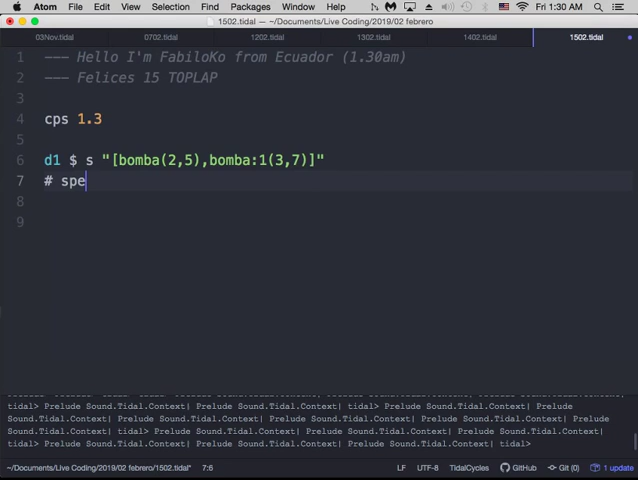 Atom File Edit View Selection Find Packages Window Help Fri 1:30 AM
1502.tidal — ~/Documents/Live Coding/2019/02 febrero
03Nov.tidal 0702.tidal 1202.tidal 1302.tidal 1402.tidal 1502.tidal
1 --- Hello I'm FabiloKo from Ecuador (1.30am)
2 --- Felices 15 TOPLAP
3
4 cps 1.3
5
6 d1 $ s "[bomba(2,5),bomba:1(3,7)]"
7 # spe
8
9
tidal> Prelude Sound.Tidal.Context| Prelude Sound.Tidal.Context| tidal> Prelude Sound.Tidal.Context| Prelude
Sound.Tidal.Context| Prelude Sound.Tidal.Context| Prelude Sound.Tidal.Context| Prelude Sound.Tidal.Context| Prelude
Sound.Tidal.Context| Prelude Sound.Tidal.Context| Prelude Sound.Tidal.Context| Prelude Sound.Tidal.Context|
tidal> Prelude Sound.Tidal.Context| Prelude Sound.Tidal.Context| Prelude Sound.Tidal.Context| tidal>
~/Documents/Live Coding/2019/02 febrero/1502.tidal* 7:6 LF UTF-8 TidalCycles GitHub Git (0) 1 update